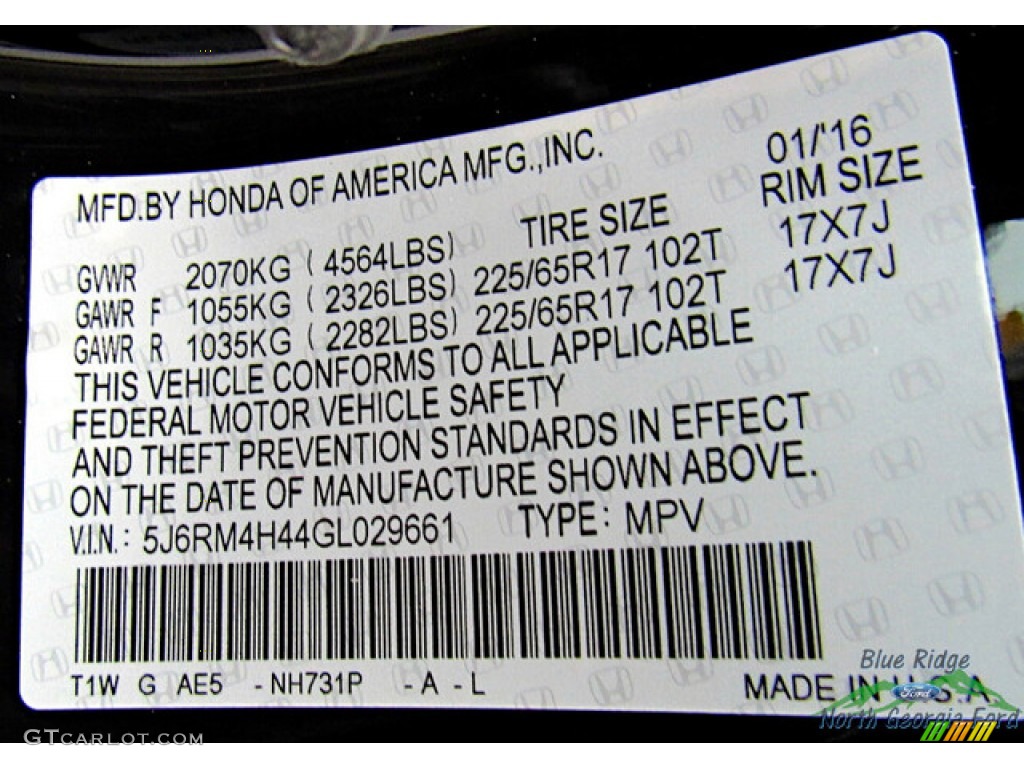 MFD.BY HONDA OF AMERICA MFG.,INC. 01/'16
TIRE SIZE RIM SIZE
GVWR 2070KG (4564LBS)
GAWR F 1055KG (2326LBS) 225/65R17 102T 17X7J
GAWR R 1035KG (2282LBS) 225/65R17 102T 17X7J
THIS VEHICLE CONFORMS TO ALL APPLICABLE
FEDERAL MOTOR VEHICLE SAFETY
AND THEFT PREVENTION STANDARDS IN EFFECT
ON THE DATE OF MANUFACTURE SHOWN ABOVE.
V.I.N.: 5J6RM4H44GL029661 TYPE: MPV
T1W G AE5 -NH731P -A -L MADE IN U.S.A
Blue Ridge
Ford
North Georgia Ford
GTCARLOT.COM